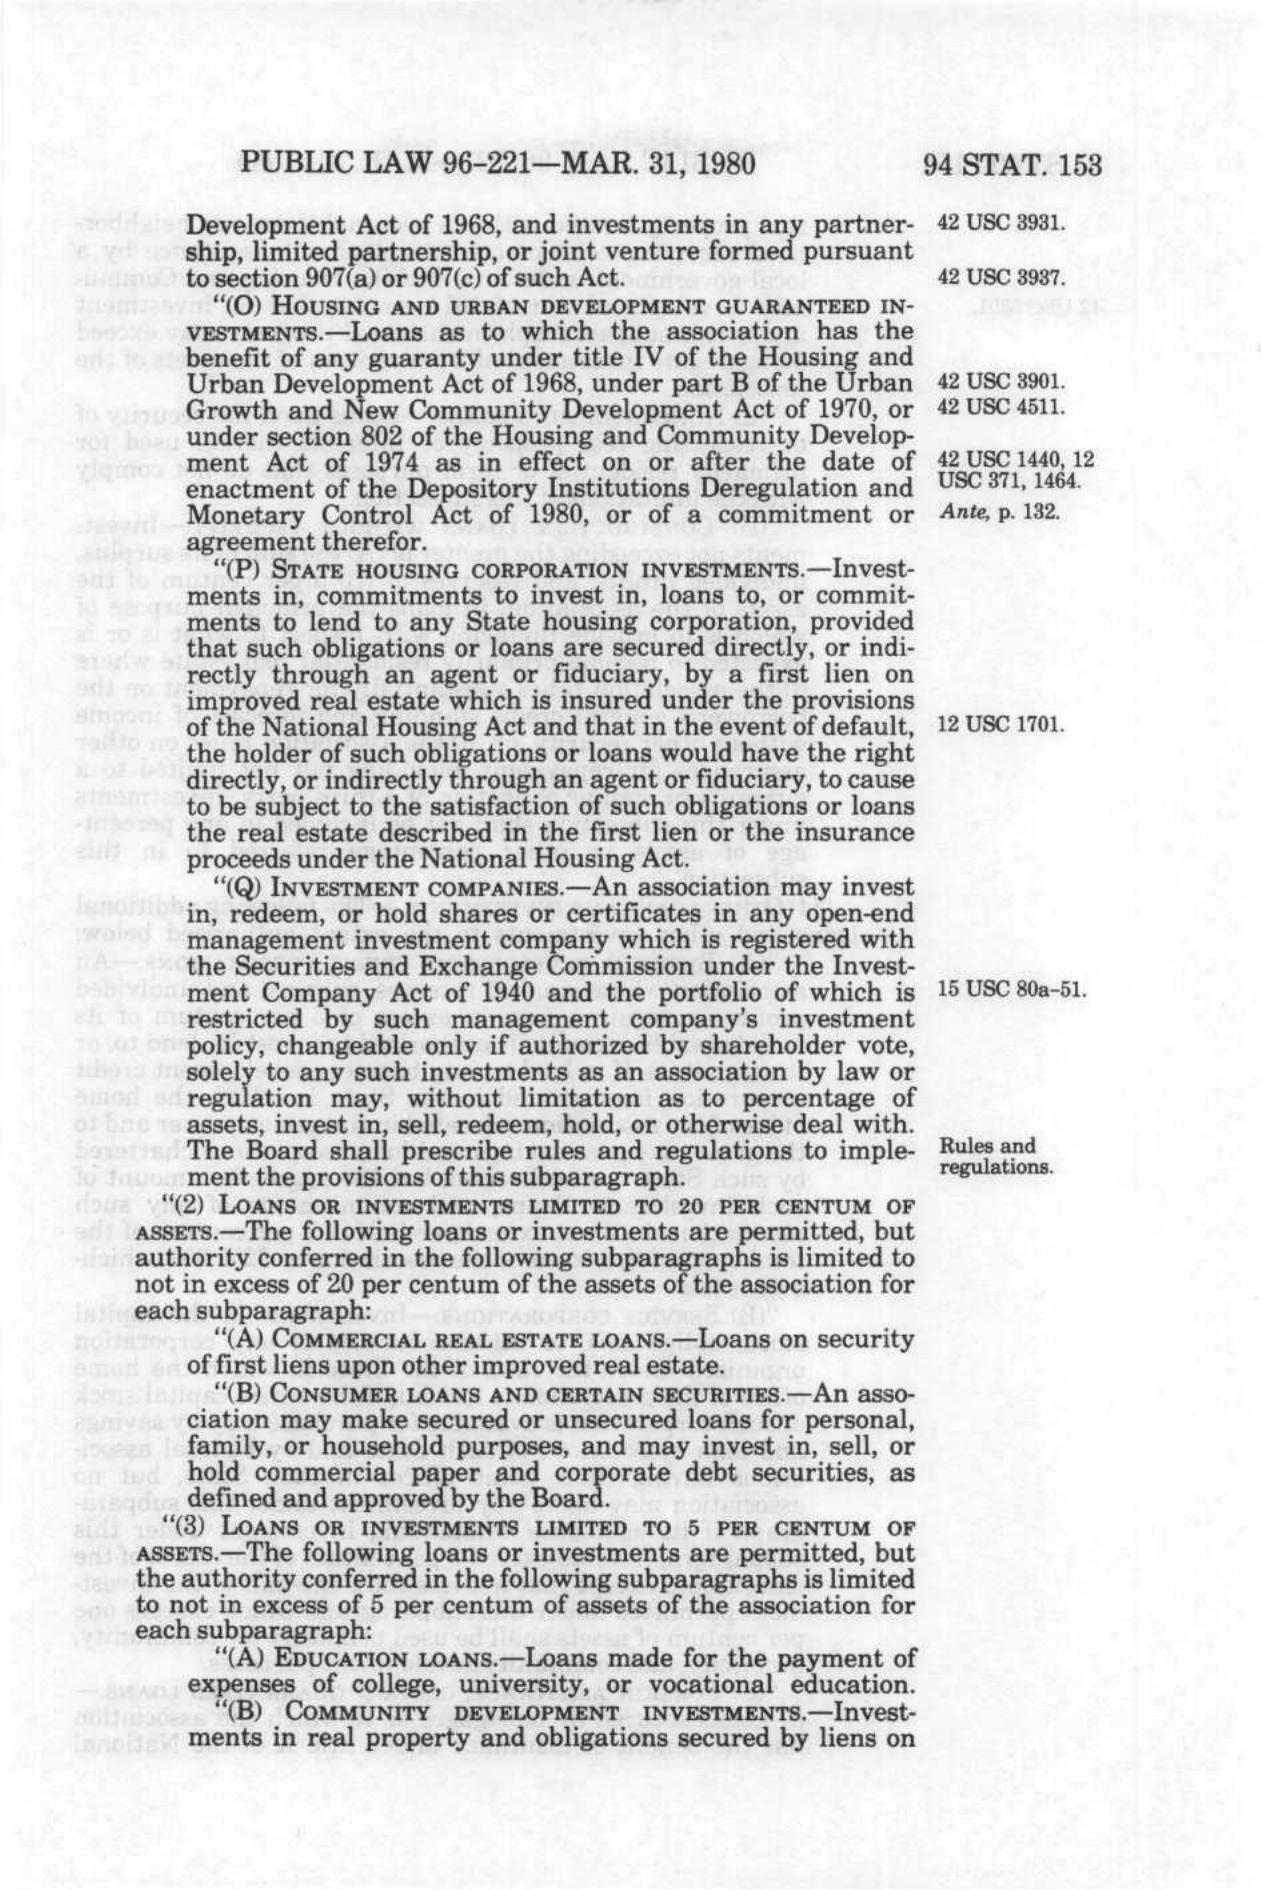 PUBLIC LAW 96-221—MAR. 31, 1980
94 STAT. 153
Development Act of 1968, and investments in any partner-
42 USC 3931.
ship, limited partnership, or joint venture formed pursuant
to section 907(a) or 907(c) of such Act.
42 USC 3937.
"(O) HOUSING AND URBAN DEVELOPMENT GUARANTEED IN-
VESTMENTS.—Loans as to which the association has the
benefit of any guaranty under title IV of the Housing and
Urban Development Act of 1968, under part B of the Urban
42 USC 3901.
Growth and New Community Development Act of 1970, or
42 USC 4511.
under section 802 of the Housing and Community Develop-
ment Act of 1974 as in effect on or after the date of
42 USC 1440, 12
enactment of the Depository Institutions Deregulation and
USC 371, 1464.
Monetary Control Act of 1980, or of a commitment or
Ante, p. 132.
agreement therefor.
"(P) STATE HOUSING CORPORATION INVESTMENTS.—Invest-
ments in, commitments to invest in, loans to, or commit-
ments to lend to any State housing corporation, provided
that such obligations or loans are secured directly, or indi-
rectly through an agent or fiduciary, by a first lien on
improved real estate which is insured under the provisions
of the National Housing Act and that in the event of default,
12 USC 1701.
the holder of such obligations or loans would have the right
directly, or indirectly through an agent or fiduciary, to cause
to be subject to the satisfaction of such obligations or loans
the real estate described in the first lien or the insurance
proceeds under the National Housing Act.
"(Q) INVESTMENT COMPANIES.—An association may invest
in, redeem, or hold shares or certificates in any open-end
management investment company which is registered with
the Securities and Exchange Commission under the Invest-
ment Company Act of 1940 and the portfolio of which is
15 USC 80a-51.
restricted by such management company's investment
policy, changeable only if authorized by shareholder vote,
solely to any such investments as an association by law or
regulation may, without limitation as to percentage of
assets, invest in, sell, redeem, hold, or otherwise deal with.
The Board shall prescribe rules and regulations to imple-
Rules and
regulations.
ment the provisions of this subparagraph.
"(2) LOANS OR INVESTMENTS LIMITED TO 20 PER CENTUM OF
ASSETS.—The following loans or investments are permitted, but
authority conferred in the following subparagraphs is limited to
not in excess of 20 per centum of the assets of the association for
each subparagraph:
"(A) COMMERCIAL REAL ESTATE LOANS.—Loans on security
of first liens upon other improved real estate.
"(B) CONSUMER LOANS AND CERTAIN SECURITIES.—An asso-
ciation may make secured or unsecured loans for personal,
family, or household purposes, and may invest in, sell, or
hold commercial paper and corporate debt securities, as
defined and approved by the Board.
"(3) LOANS OR INVESTMENTS LIMITED TO 5 PER CENTUM OF
ASSETS.—The following loans or investments are permitted, but
the authority conferred in the following subparagraphs is limited
to not in excess of 5 per centum of assets of the association for
each subparagraph:
"(A) EDUCATION LOANS.—Loans made for the payment of
expenses of college, university, or vocational education.
"(B) COMMUNITY DEVELOPMENT INVESTMENTS.—Invest-
ments in real property and obligations secured by liens on